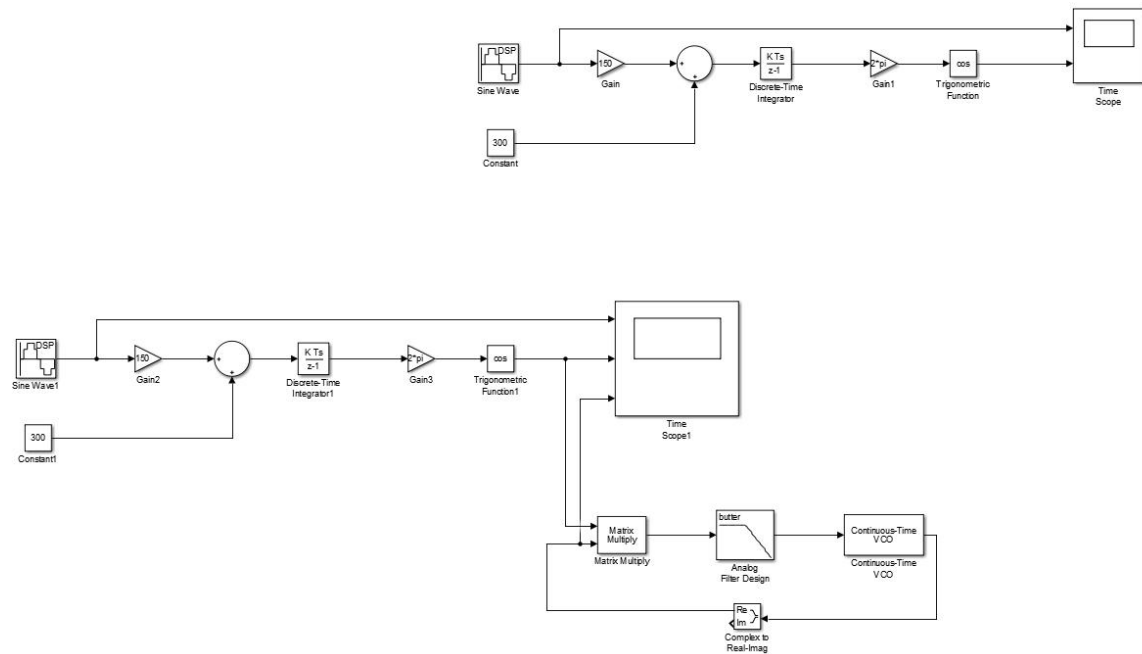 DSP
Sine Wave
150
Gain
+
+
K Ts
z-1
Discrete-Time
Integrator
2*pi
Gain1
cos
Trigonometric
Function
Time
Scope
300
Constant
DSP
Sine Wave1
150
Gain2
+
+
K Ts
z-1
Discrete-Time
Integrator1
2*pi
Gain3
cos
Trigonometric
Function1
Time
Scope1
300
Constant1
Matrix
Multiply
Matrix Multiply
butter
Analog
Filter Design
Continuous-Time
VCO
Continuous-Time
VCO
Re
Im
Complex to
Real-Imag